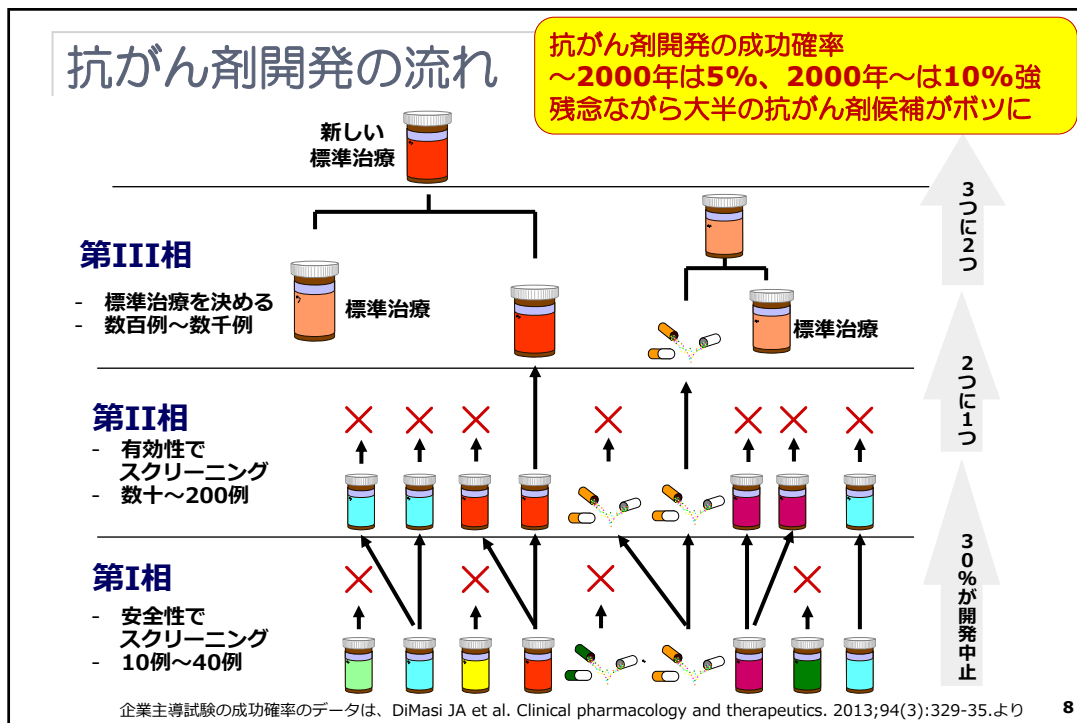 抗がん剤開発の流れ
抗がん剤開発の成功確率
～2000年は5%、2000年～は10%強
残念ながら大半の抗がん剤候補がボツに
新しい
標準治療
第III相
- 標準治療を決める
- 数百例～数千例
標準治療
標準治療
3つに2つ
第II相
- 有効性で
スクリーニング
- 数十～200例
2つに1つ
第I相
- 安全性で
スクリーニング
- 10例～40例
30%が開発中止
企業主導試験の成功確率のデータは、DiMasi JA et al. Clinical pharmacology and therapeutics. 2013;94(3):329-35.より
8